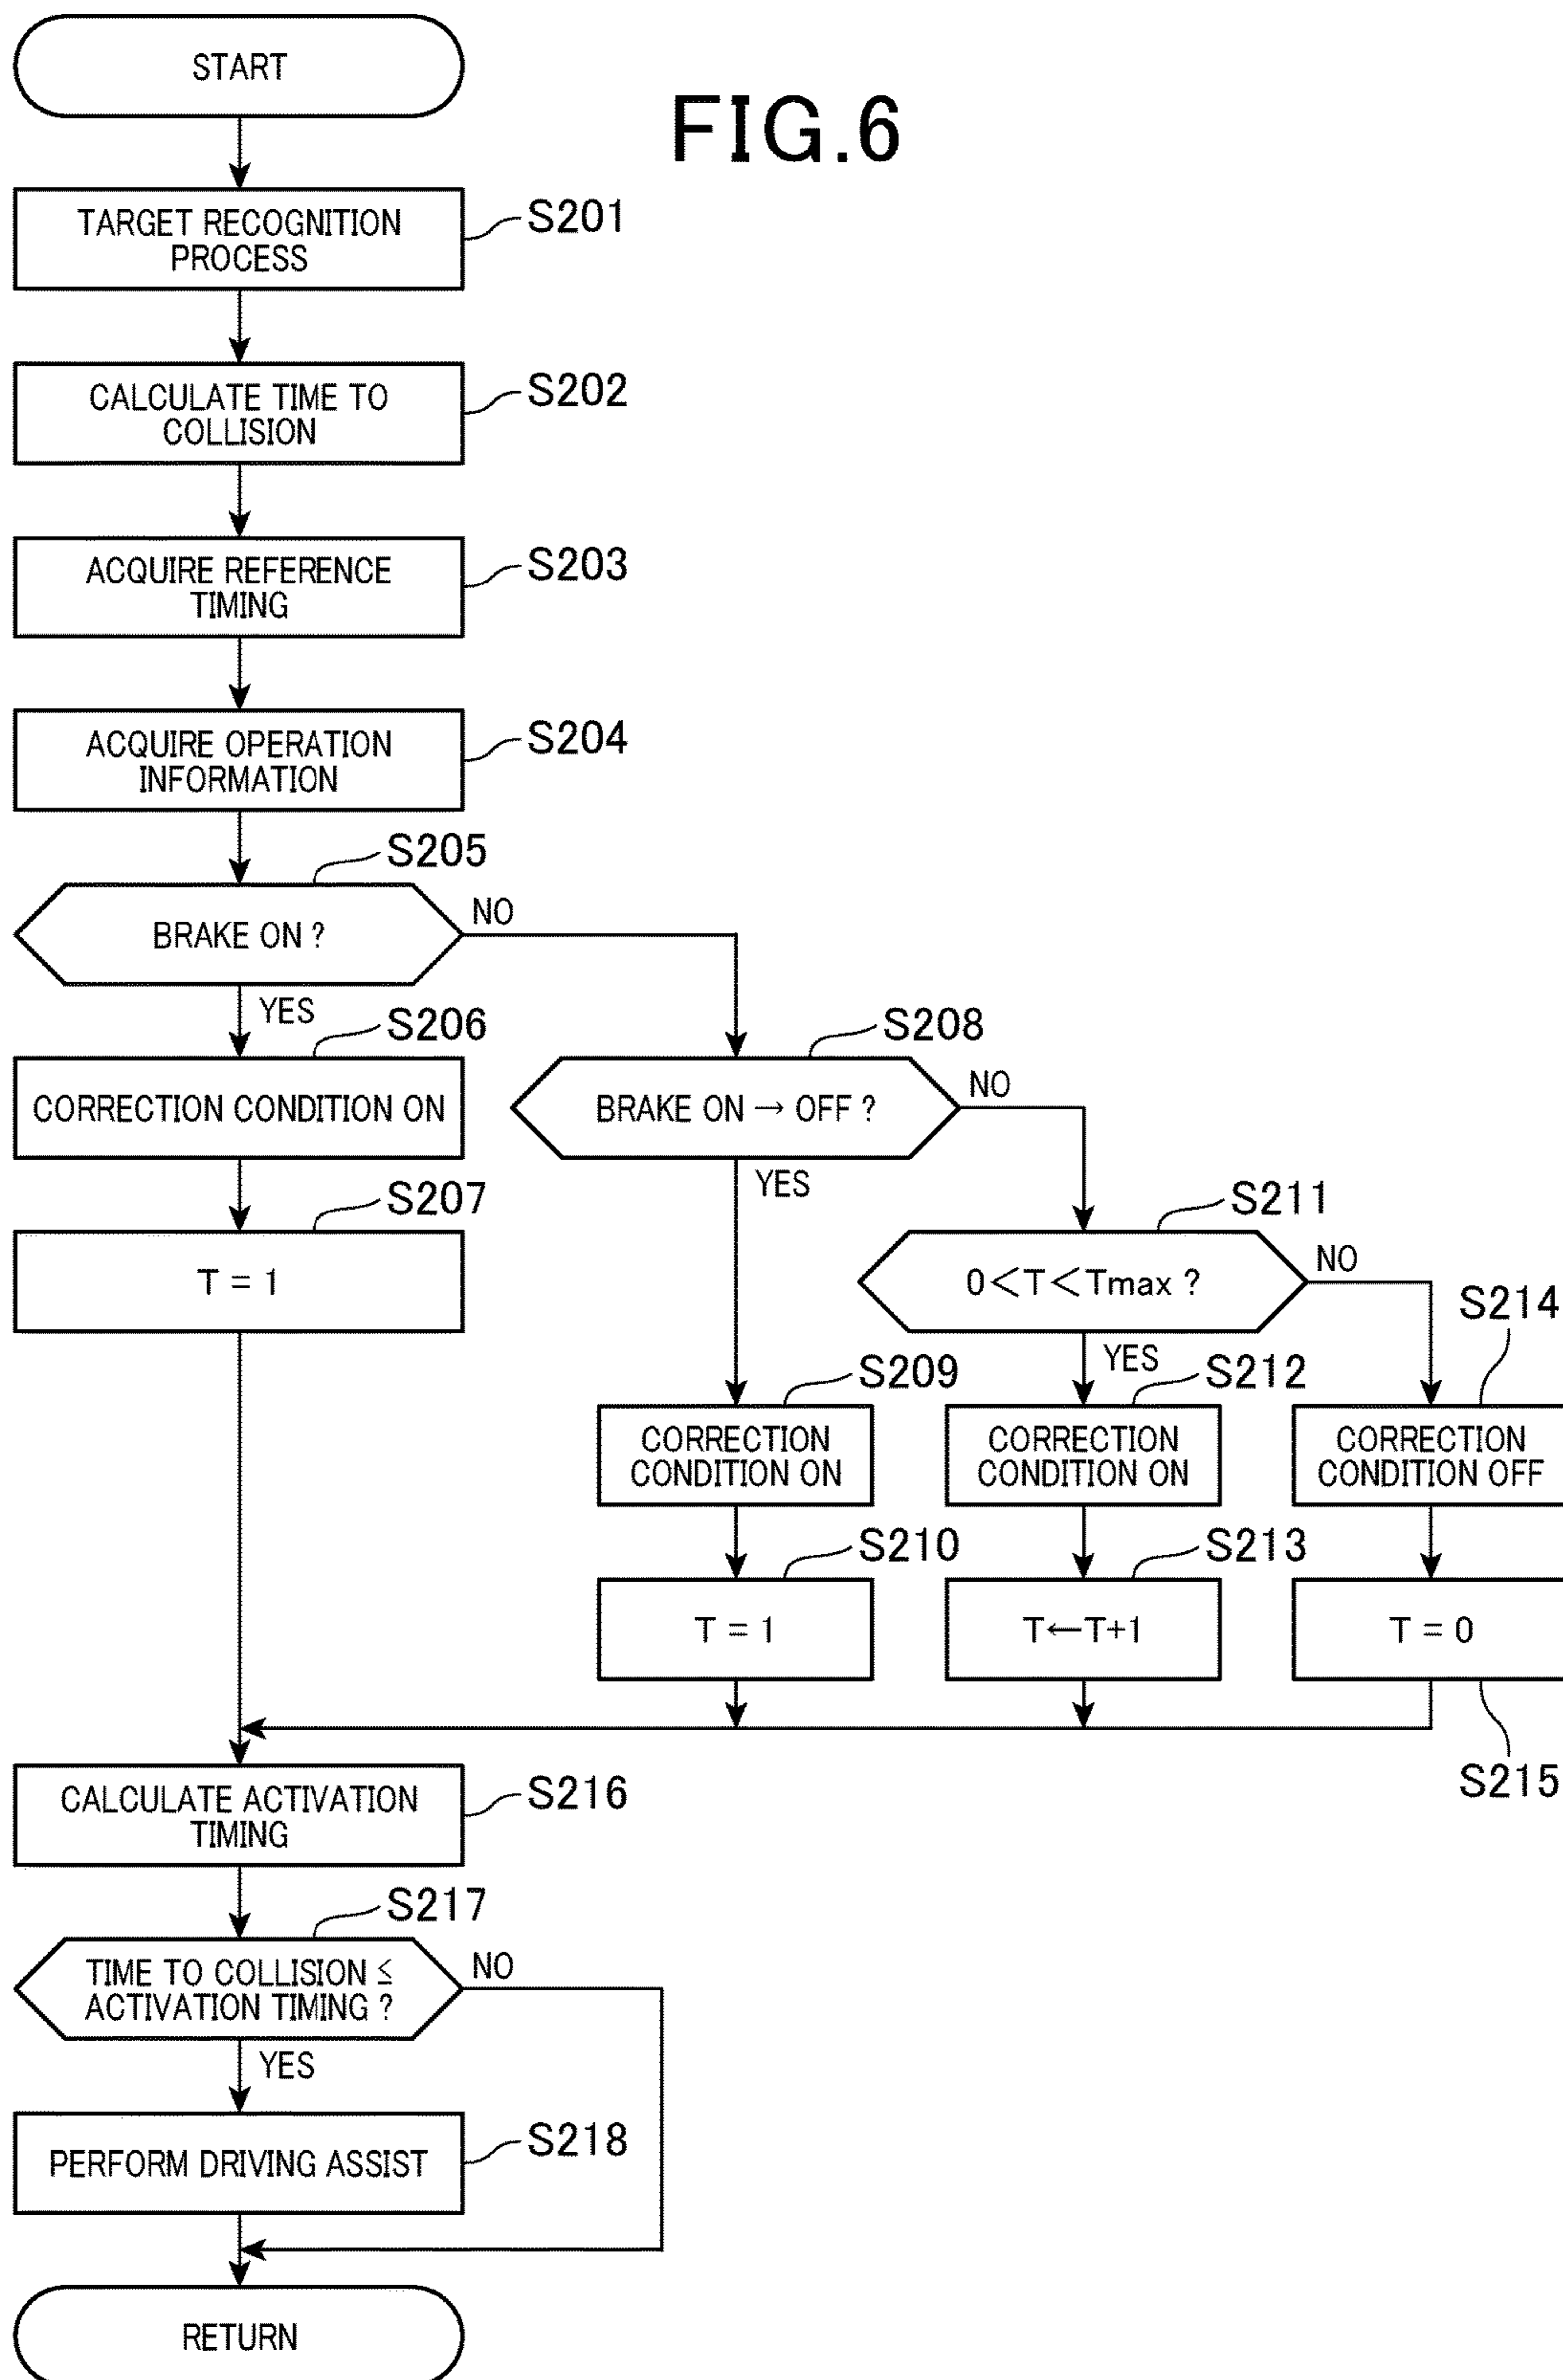 START
FIG.6
TARGET RECOGNITION
PROCESS
S201
CALCULATE TIME TO
COLLISION
S202
ACQUIRE REFERENCE
TIMING
S203
ACQUIRE OPERATION
INFORMATION
S204
S205
BRAKE ON ?
NO
YES
S206
CORRECTION CONDITION ON
S207
T = 1
S208
BRAKE ON → OFF ?
NO
YES
S209
CORRECTION
CONDITION ON
S210
T = 1
S211
0<T<Tmax ?
NO
YES
S212
CORRECTION
CONDITION ON
S213
T←T+1
S214
CORRECTION
CONDITION OFF
T = 0
S215
CALCULATE ACTIVATION
TIMING
S216
S217
TIME TO COLLISION ≤
ACTIVATION TIMING ?
NO
YES
PERFORM DRIVING ASSIST
S218
RETURN